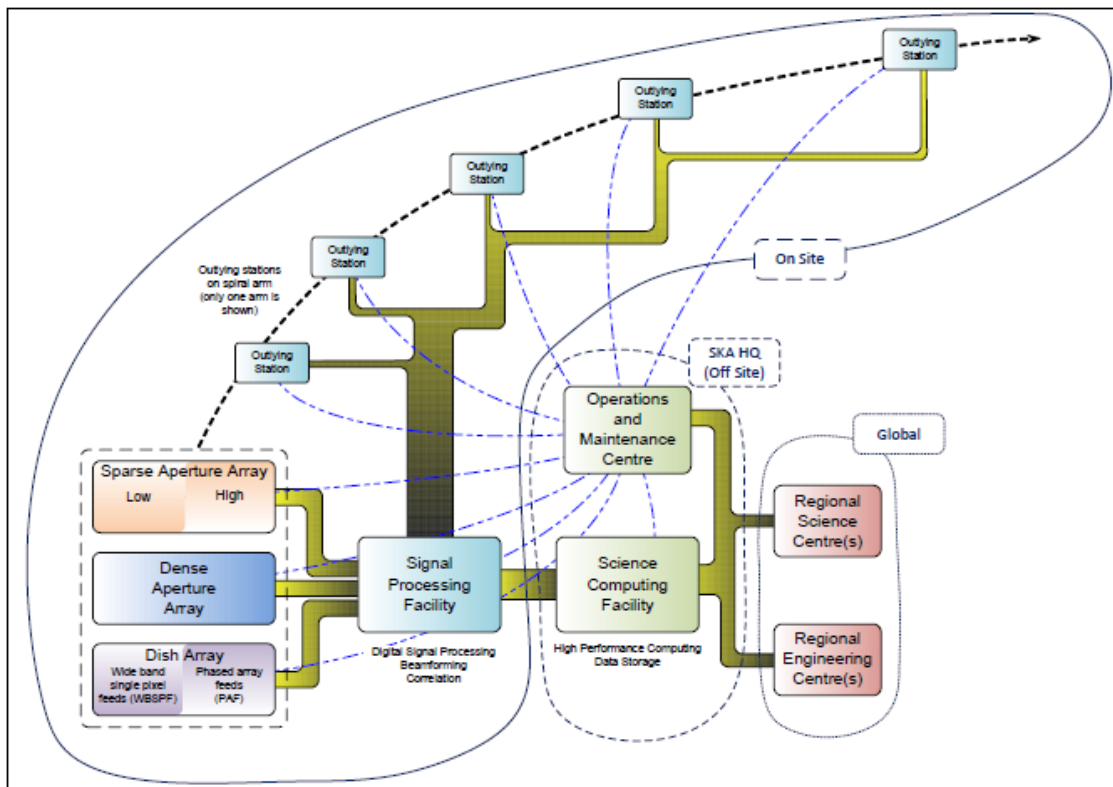 Outlying
Station
Outlying
Station
Outlying
Station
Outlying
Station
Outlying
Station
Outlying stations
on spiral arm
(only one arm is
shown)
On Site
SKA HQ
(Off Site)
Global
Sparse Aperture Array
Low
High
Dense
Aperture
Array
Dish Array
Wide band
single pixel
feeds (WBSPF)
Phased array
feeds
(PAF)
Signal
Processing
Facility
Digital Signal Processing
Beamforming
Correlation
Operations
and
Maintenance
Centre
Science
Computing
Facility
High Performance Computing
Data Storage
Regional
Science
Centre(s)
Regional
Engineering
Centre(s)